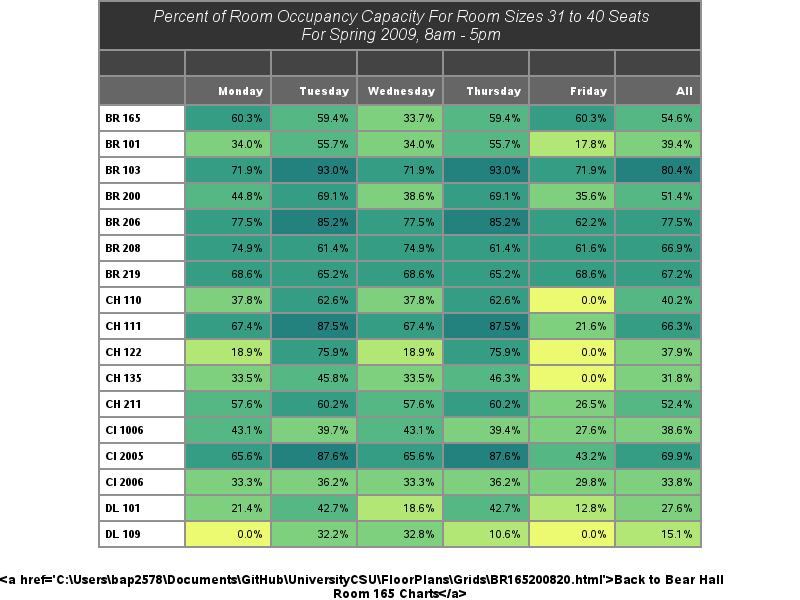 Percent of Room Occupancy Capacity For Room Sizes 31 to 40 Seats
For Spring 2009, 8am - 5pm
Monday Tuesday Wednesday Thursday Friday All
BR 165 60.3% 59.4% 33.7% 59.4% 60.3% 54.6%
BR 101 34.0% 55.7% 34.0% 55.7% 17.8% 39.4%
BR 103 71.9% 93.0% 71.9% 93.0% 71.9% 80.4%
BR 200 44.8% 69.1% 38.6% 69.1% 35.6% 51.4%
BR 206 77.5% 85.2% 77.5% 85.2% 62.2% 77.5%
BR 208 74.9% 61.4% 74.9% 61.4% 61.6% 66.9%
BR 219 68.6% 65.2% 68.6% 65.2% 68.6% 67.2%
CH 110 37.8% 62.6% 37.8% 62.6% 0.0% 40.2%
CH 111 67.4% 87.5% 67.4% 87.5% 21.6% 66.3%
CH 122 18.9% 75.9% 18.9% 75.9% 0.0% 37.9%
CH 135 33.5% 45.8% 33.5% 46.3% 0.0% 31.8%
CH 211 57.6% 60.2% 57.6% 60.2% 26.5% 52.4%
CI 1006 43.1% 39.7% 43.1% 39.4% 27.6% 38.6%
CI 2005 65.6% 87.6% 65.6% 87.6% 43.2% 69.9%
CI 2006 33.3% 36.2% 33.3% 36.2% 29.8% 33.8%
DL 101 21.4% 42.7% 18.6% 42.7% 12.8% 27.6%
DL 109 0.0% 32.2% 32.8% 10.6% 0.0% 15.1%
<a href='C:\Users\bap2578\Documents\GitHub\UniversityCSU\FloorPlans\Grids\BR165200820.html'>Back to Bear Hall
Room 165 Charts</a>